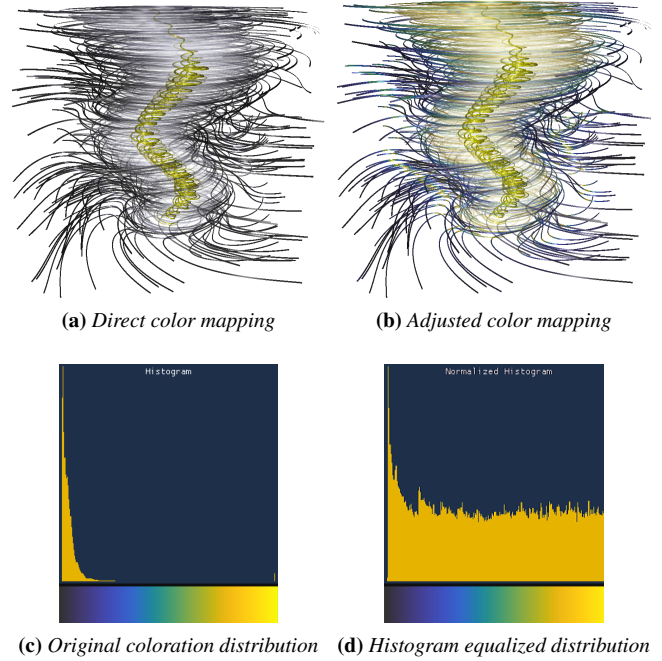 (a) Direct color mapping
(b) Adjusted color mapping
Histogram
Normalized Histogram
(c) Original coloration distribution
(d) Histogram equalized distribution